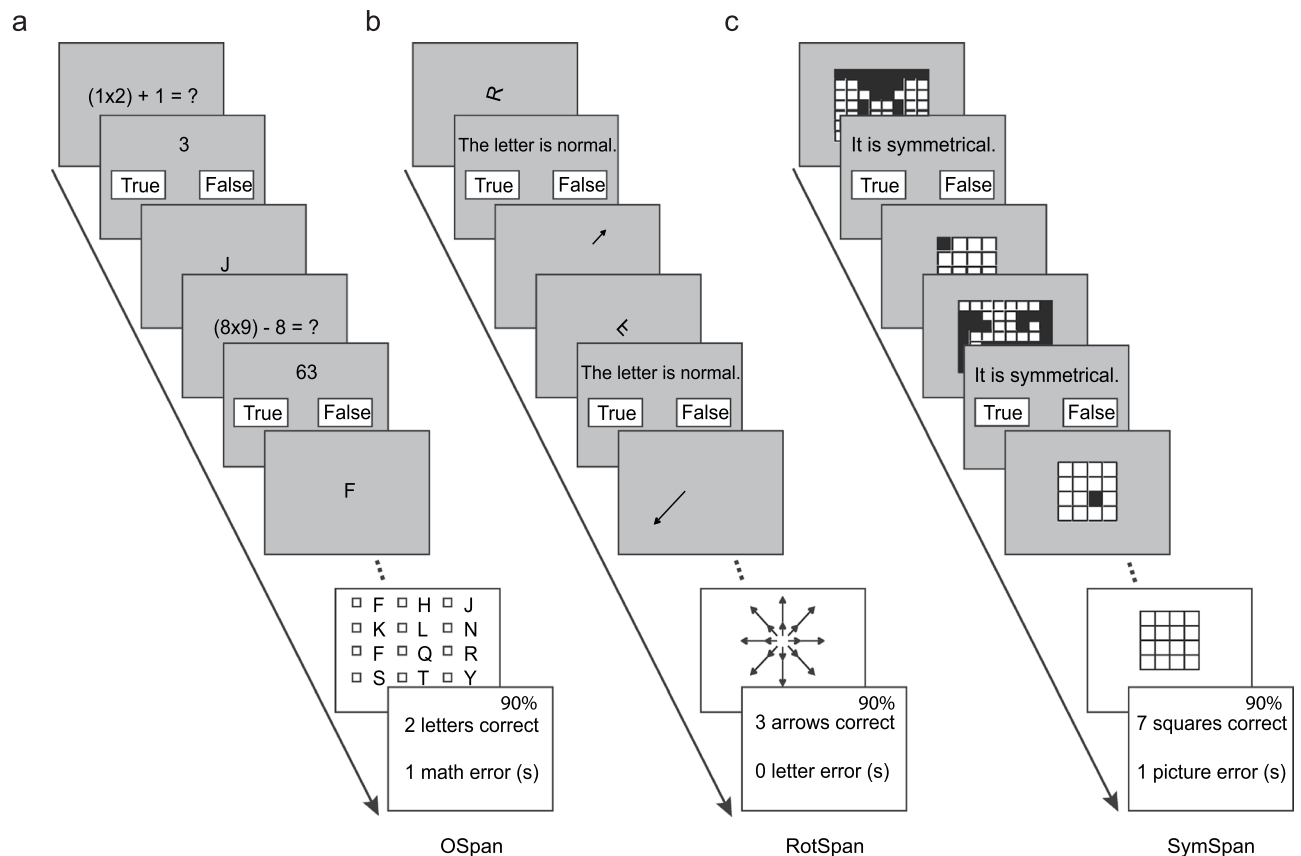 a
(1x2) + 1 = ?
3
True False
J
(8x9) - 8 = ?
63
True False
F
F H J
K L N
F Q R
S T Y
90%
2 letters correct
1 math error (s)
OSpan
b
R
The letter is normal.
True False
F
The letter is normal.
True False
90%
3 arrows correct
0 letter error (s)
RotSpan
c
It is symmetrical.
True False
It is symmetrical.
True False
90%
7 squares correct
1 picture error (s)
SymSpan